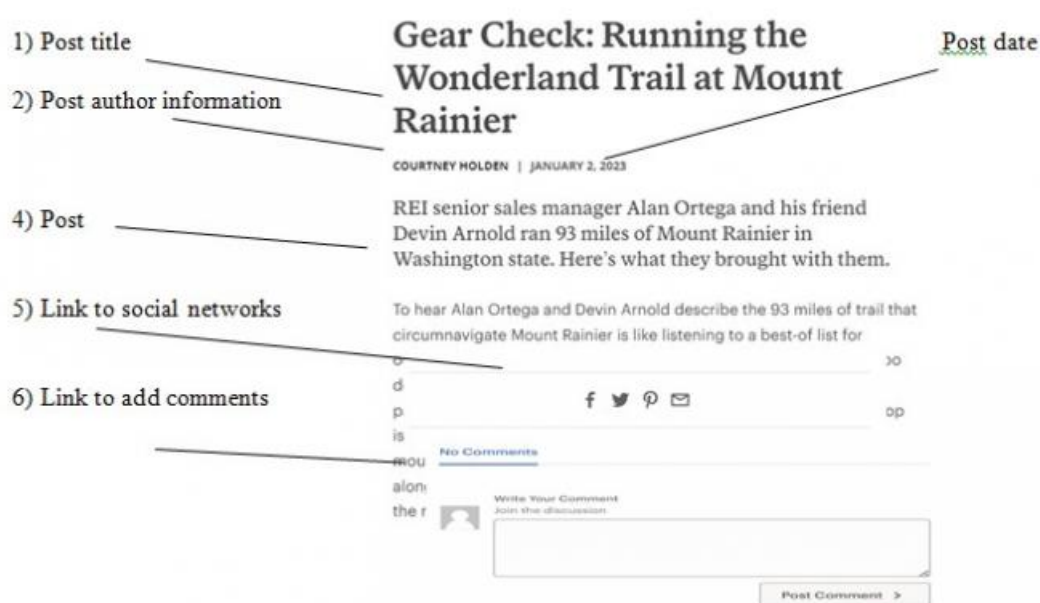 1) Post title
Gear Check: Running the
Wonderland Trail at Mount
Rainier
Post date
2) Post author information
COURTNEY HOLDEN | JANUARY 2, 2023
4) Post
REI senior sales manager Alan Ortega and his friend
Devin Arnold ran 93 miles of Mount Rainier in
Washington state. Here's what they brought with them.
5) Link to social networks
To hear Alan Ortega and Devin Arnold describe the 93 miles of trail that
circumnavigate Mount Rainier is like listening to a best-of list for
d
6) Link to add comments
p
op
is
mou
No Comments
along
the r
Write Your Comment
Join the discussion
Post Comment >